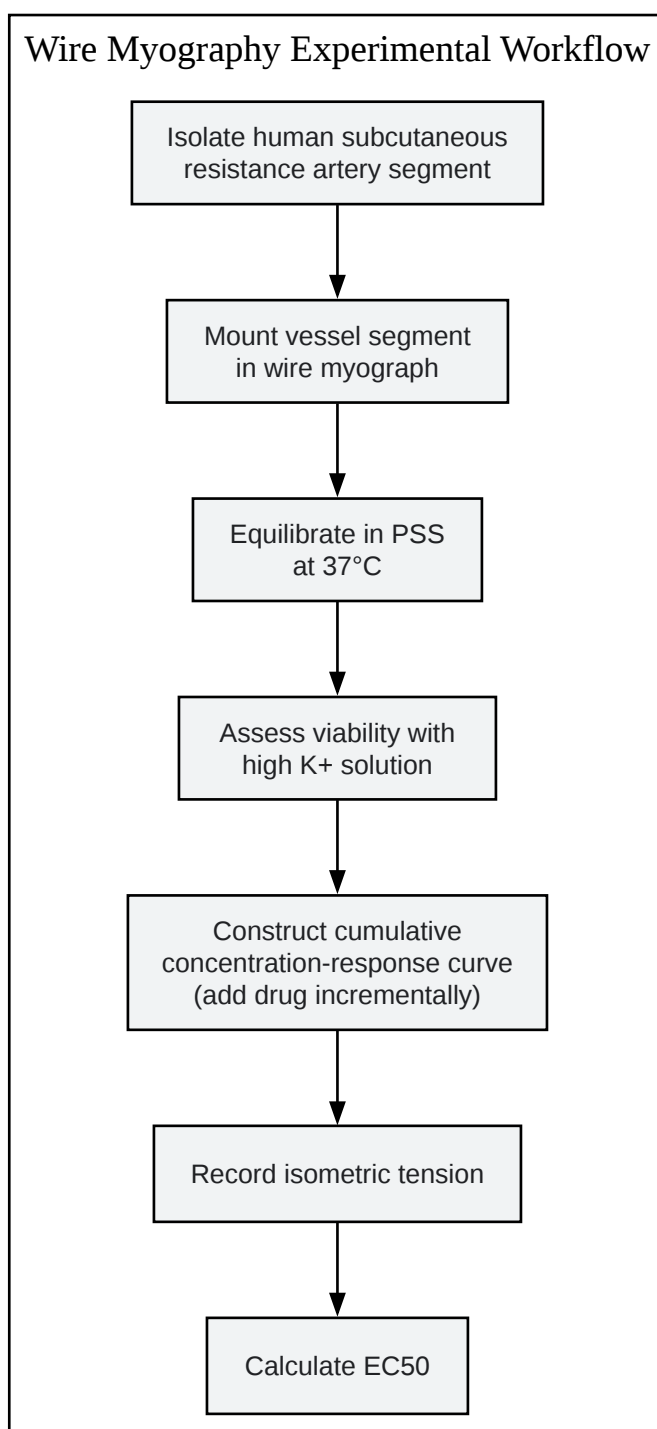 Wire Myography Experimental Workflow
Isolate human subcutaneous
resistance artery segment
Mount vessel segment
in wire myograph
Equilibrate in PSS
at 37°C
Assess viability with
high K+ solution
Construct cumulative
concentration-response curve
(add drug incrementally)
Record isometric tension
Calculate EC50